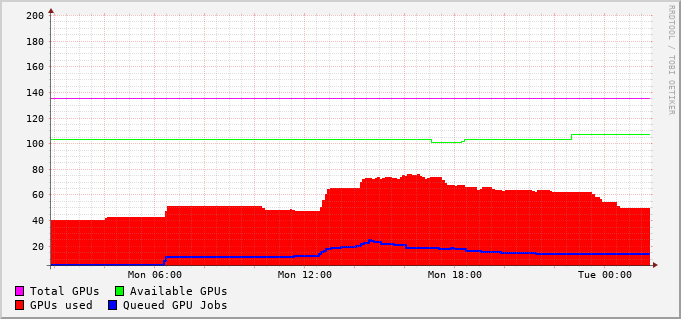 200
180
160
140
120
100
80
60
40
20
Mon 06:00 Mon 12:00 Mon 18:00 Tue 00:00
Total GPUs Available GPUs
GPUs used Queued GPU Jobs
RRDTOOL / TOBI OETIKER